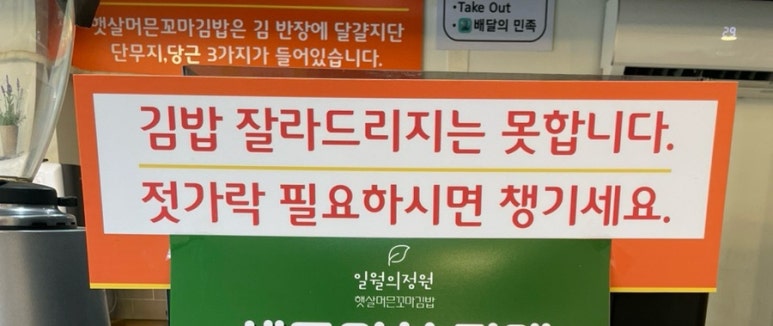 햇살머믄꼬마김밥은 김 반장에 달걀지단
단무지,당근 3가지가 들어있습니다.
•Take Out
•배달의 민족
29
김밥 잘라드리지는 못합니다.
젓가락 필요하시면 챙기세요.
일월의정원
햇살머믄꼬마김밥